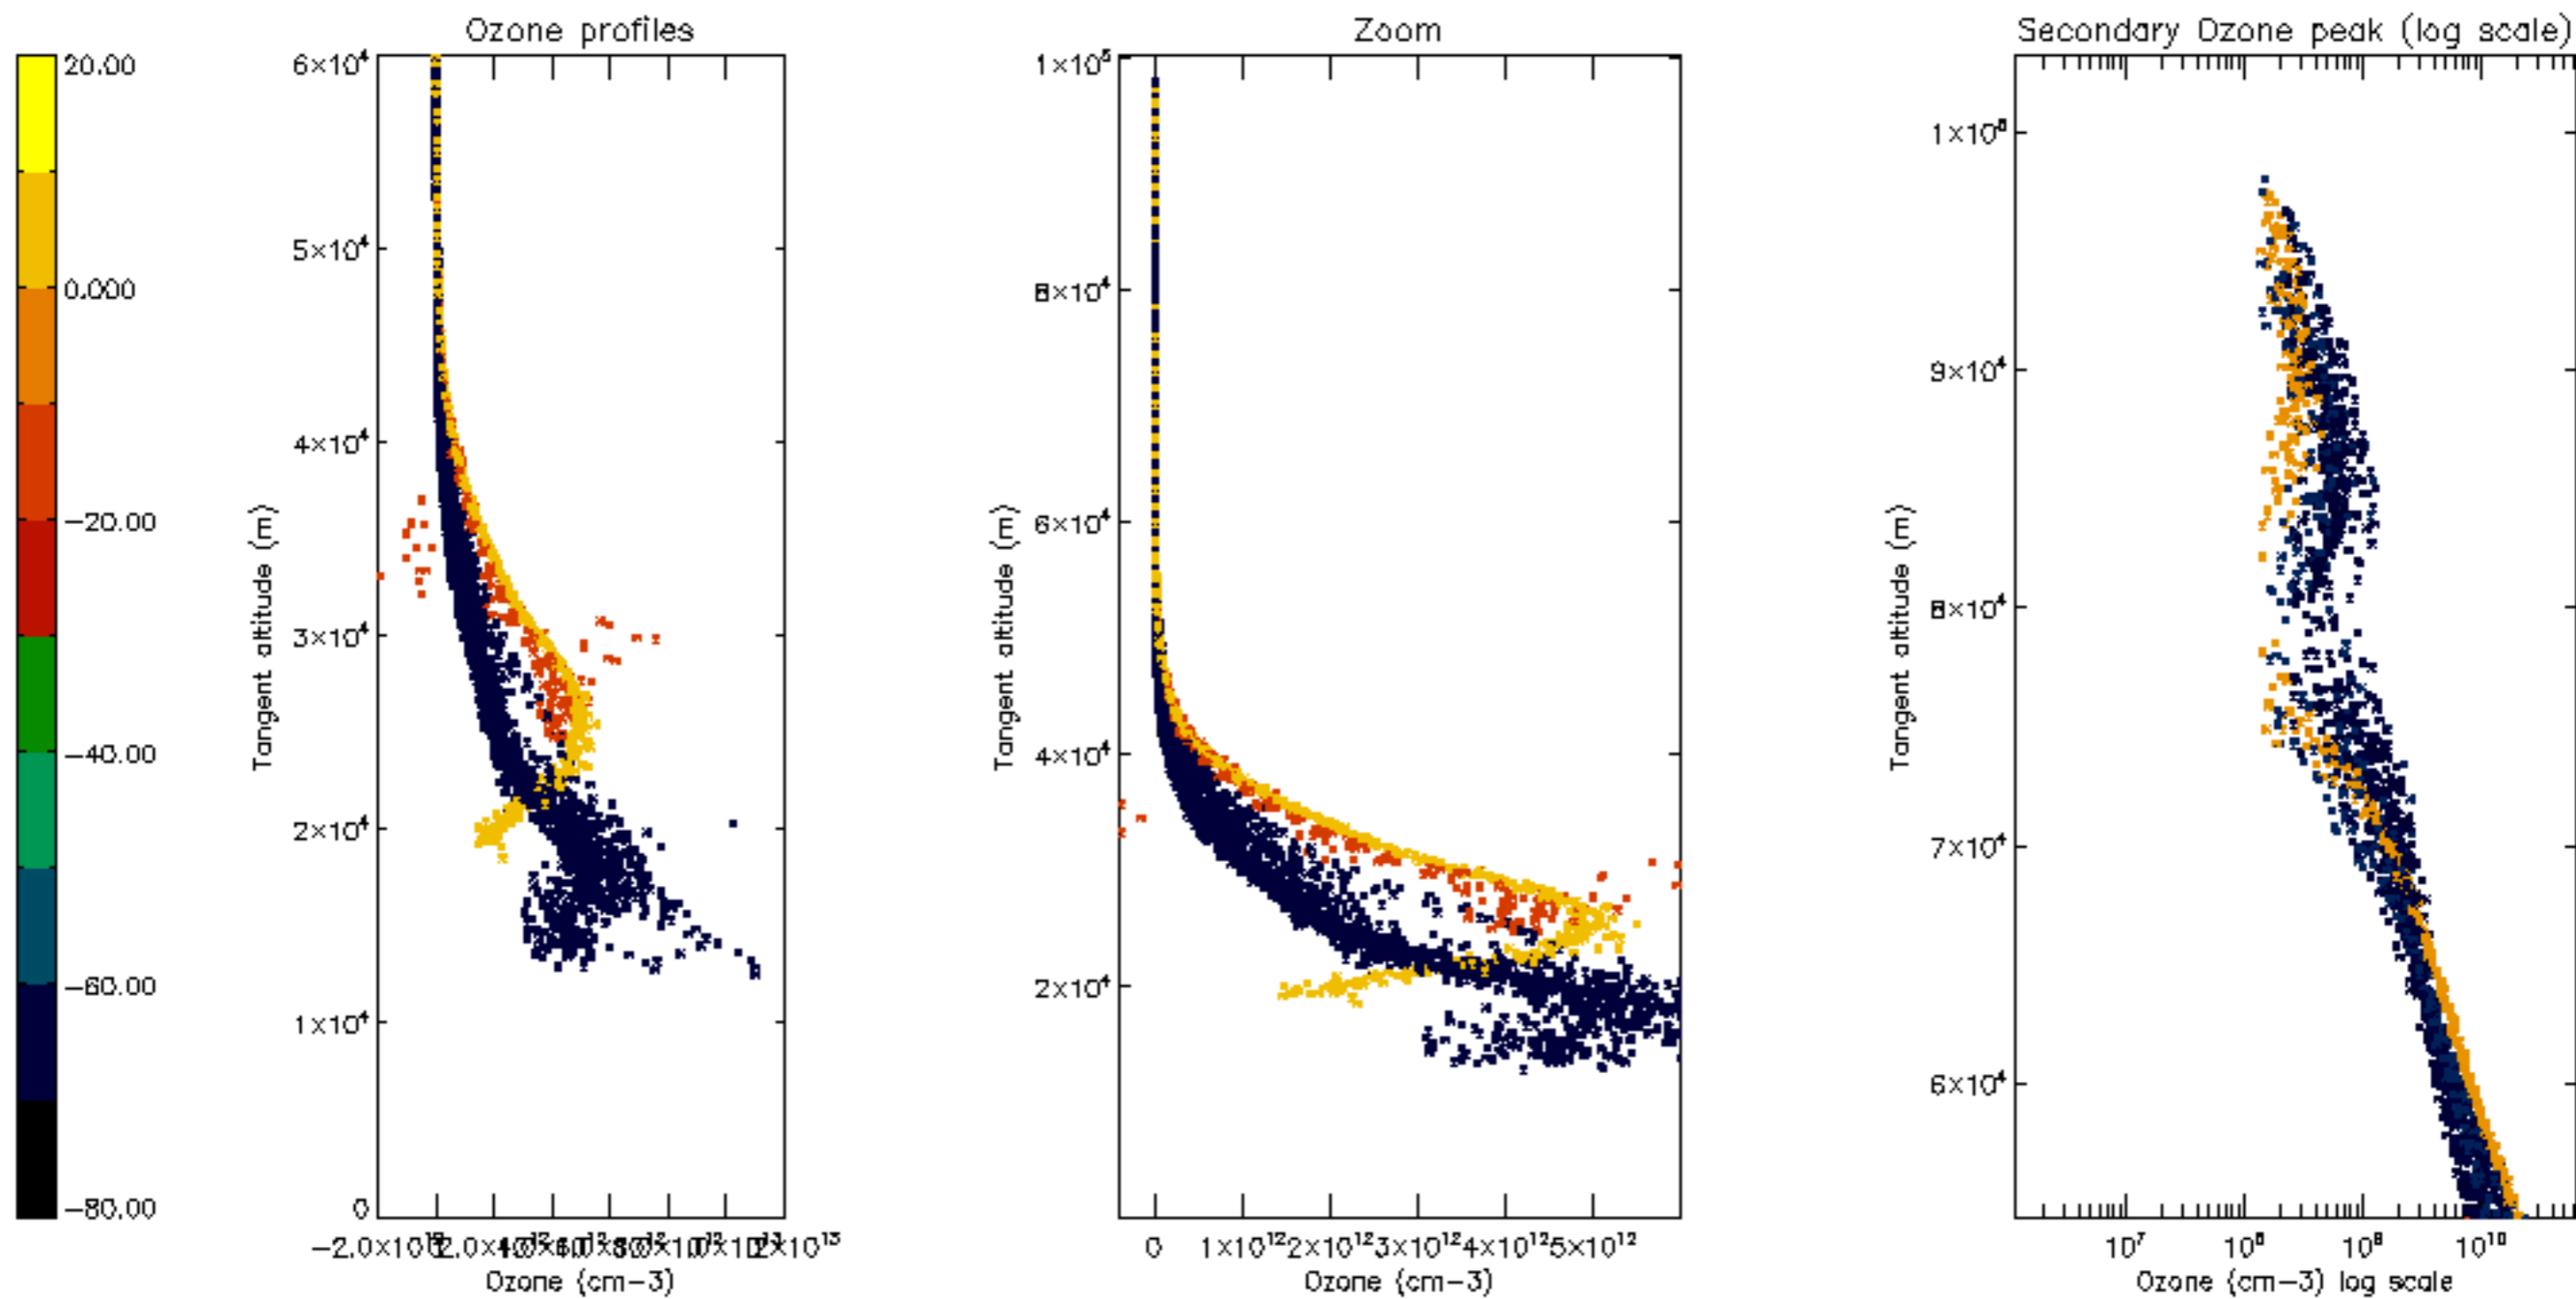 Ozone profiles
Zoom
Secondary Ozone peak (log scale)
20.00
0.000
−20.00
−40.00
−60.00
−80.00
6×10⁴
5×10⁴
4×10⁴
3×10⁴
2×10⁴
1×10⁴
0
Tangent altitude (m)
Ozone (cm−3)
1×10⁵
8×10⁴
6×10⁴
4×10⁴
2×10⁴
Tangent altitude (m)
0 1×10¹² 2×10¹² 3×10¹² 4×10¹² 5×10¹²
Ozone (cm−3)
9×10⁴
8×10⁴
7×10⁴
6×10⁴
Tangent altitude (m)
10⁷ 10⁸ 10⁹ 10¹⁰
Ozone (cm−3) log scale